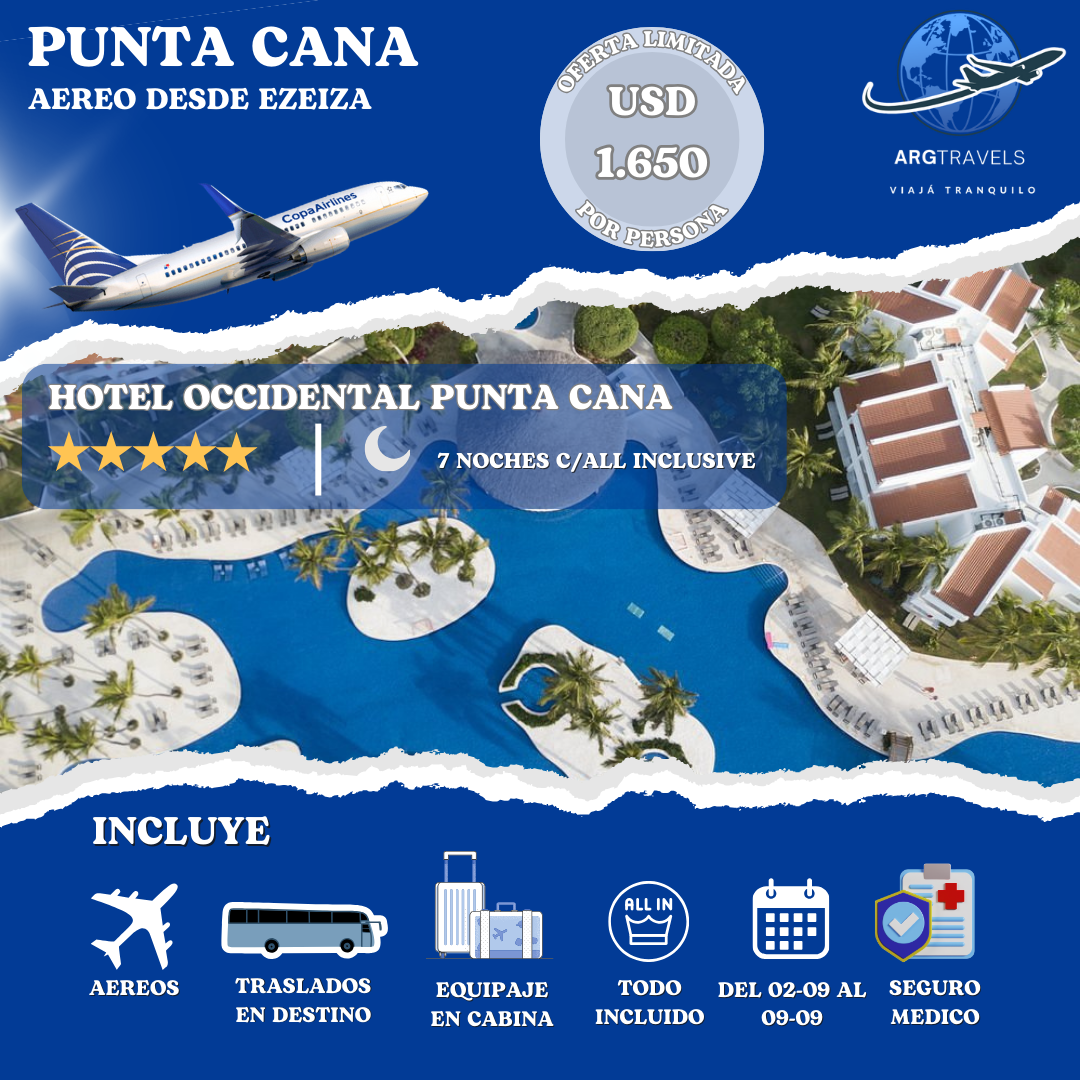 PUNTA CANA
AEREO DESDE EZEIZA
OFERTA LIMITADA
USD
1.650
POR PERSONA
ARGTRAVELS
VIAJÁ TRANQUILO
CopaAirlines
HOTEL OCCIDENTAL PUNTA CANA
7 NOCHES C/ALL INCLUSIVE
INCLUYE
ALL IN
AEREOS
TRASLADOS
EN DESTINO
EQUIPAJE
EN CABINA
TODO
INCLUIDO
DEL 02-09 AL
09-09
SEGURO
MEDICO